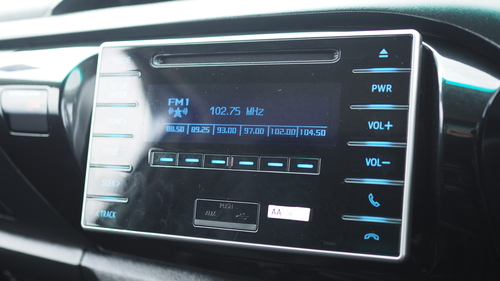 PWR
FM1
102.75 MHz
88.50 89.25 93.00 97.00 102.00 104.50
VOL+
VOL-
PUSH
AUX
AA
TRACK